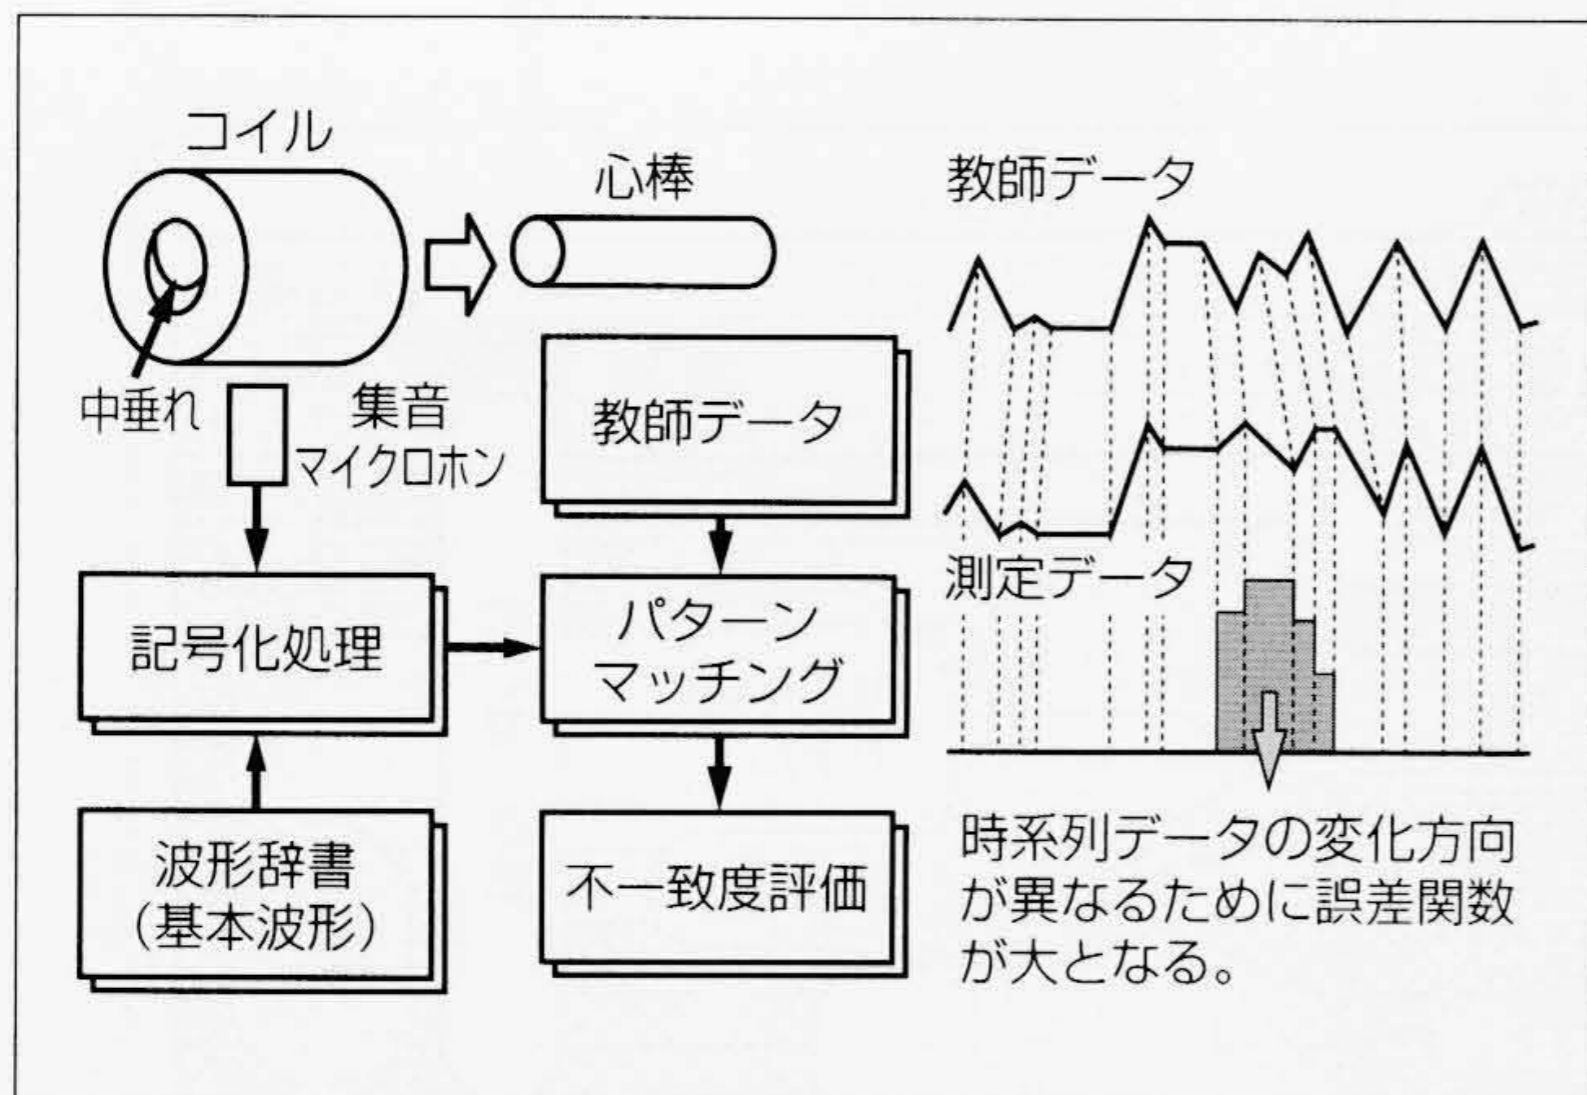 コイル
心棒
中垂れ
集音
マイクロホン
教師データ
記号化処理
パターン
マッチング
波形辞書
(基本波形)
不一致度評価
教師データ
測定データ
時系列データの変化方向
が異なるために誤差関数
が大となる。